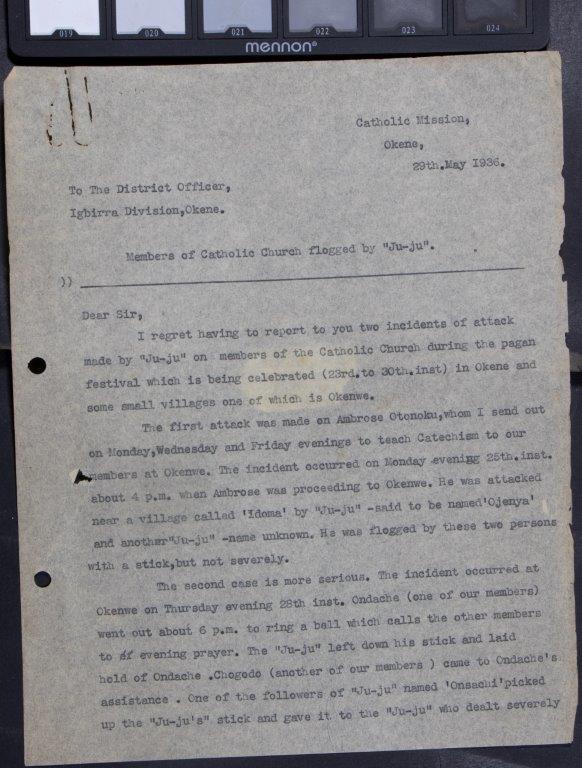 019 020 021 022 023 024
mennon®
Catholic Mission,
Okene,
29th.May 1936.
To The District Officer,
Igbirra Division,Okene.
Members of Catholic Church flogged by "Ju-ju".
))
Dear Sir,
I regret having to report to you two incidents of attack
made by "Ju-ju" on members of the Catholic Church during the pagan
festival which is being celebrated (23rd.to 30th.inst) in Okene and
some small villages one of which is Okenwe.
The first attack was made on Ambrose Otonoku,whom I send out
on Monday,Wednesday and Friday evenings to teach Catechism to our
members at Okenwe. The incident occurred on Monday evening 25th.inst.
about 4 p.m. when Ambrose was proceeding to Okenwe. He was attacked
near a village called 'Idoma' by "Ju-ju" -said to be named'Ojenya'
and another"Ju-ju" -name unknown. He was flogged by these two persons
with a stick,but not severely.
The second case is more serious. The incident occurred at
Okenwe on Thursday evening 28th inst. Ondache (one of our members)
went out about 6 p.m. to ring a bell which calls the other members
to evening prayer. The "Ju-ju" left down his stick and laid
hold of Ondache .Chogodo (another of our members ) came to Ondache's
assistance . One of the followers of "Ju-ju" named 'Onsachi'picked
up the "Ju-ju's" stick and gave it to the "Ju-ju" who dealt severely